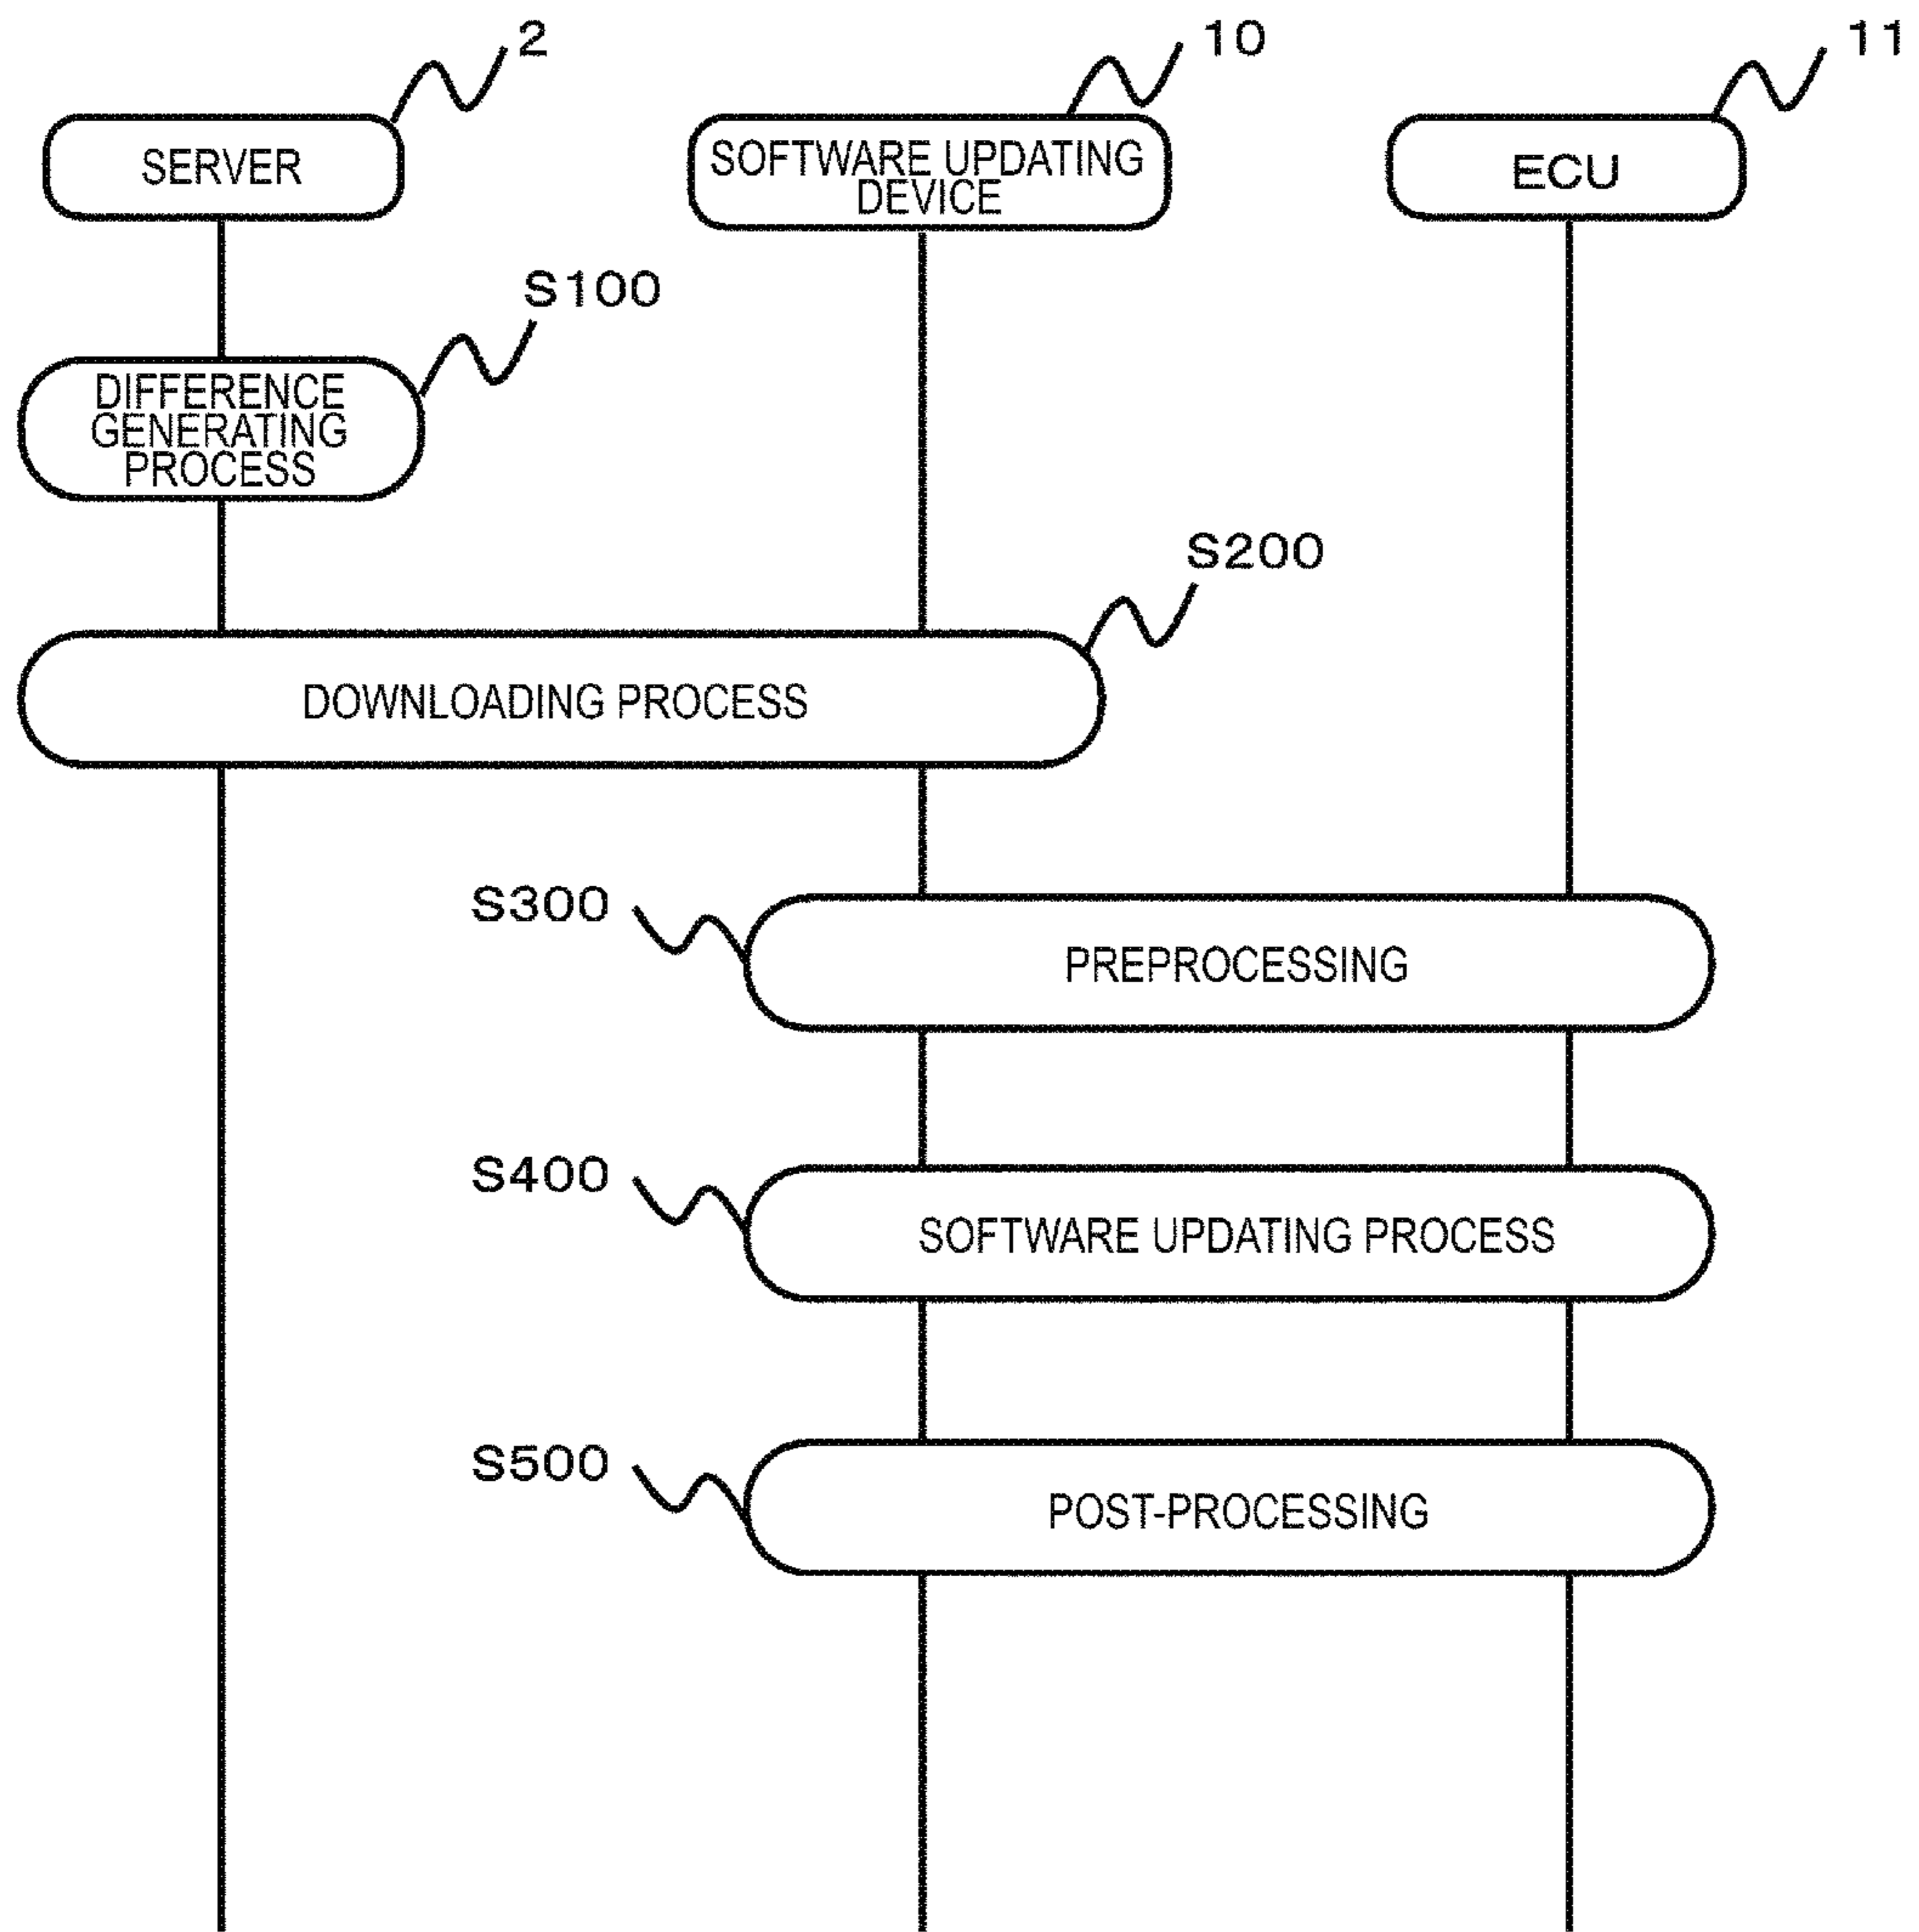 2
10
11
SERVER
SOFTWARE UPDATING
DEVICE
ECU
S100
DIFFERENCE
GENERATING
PROCESS
S200
DOWNLOADING PROCESS
S300
PREPROCESSING
S400
SOFTWARE UPDATING PROCESS
S500
POST-PROCESSING